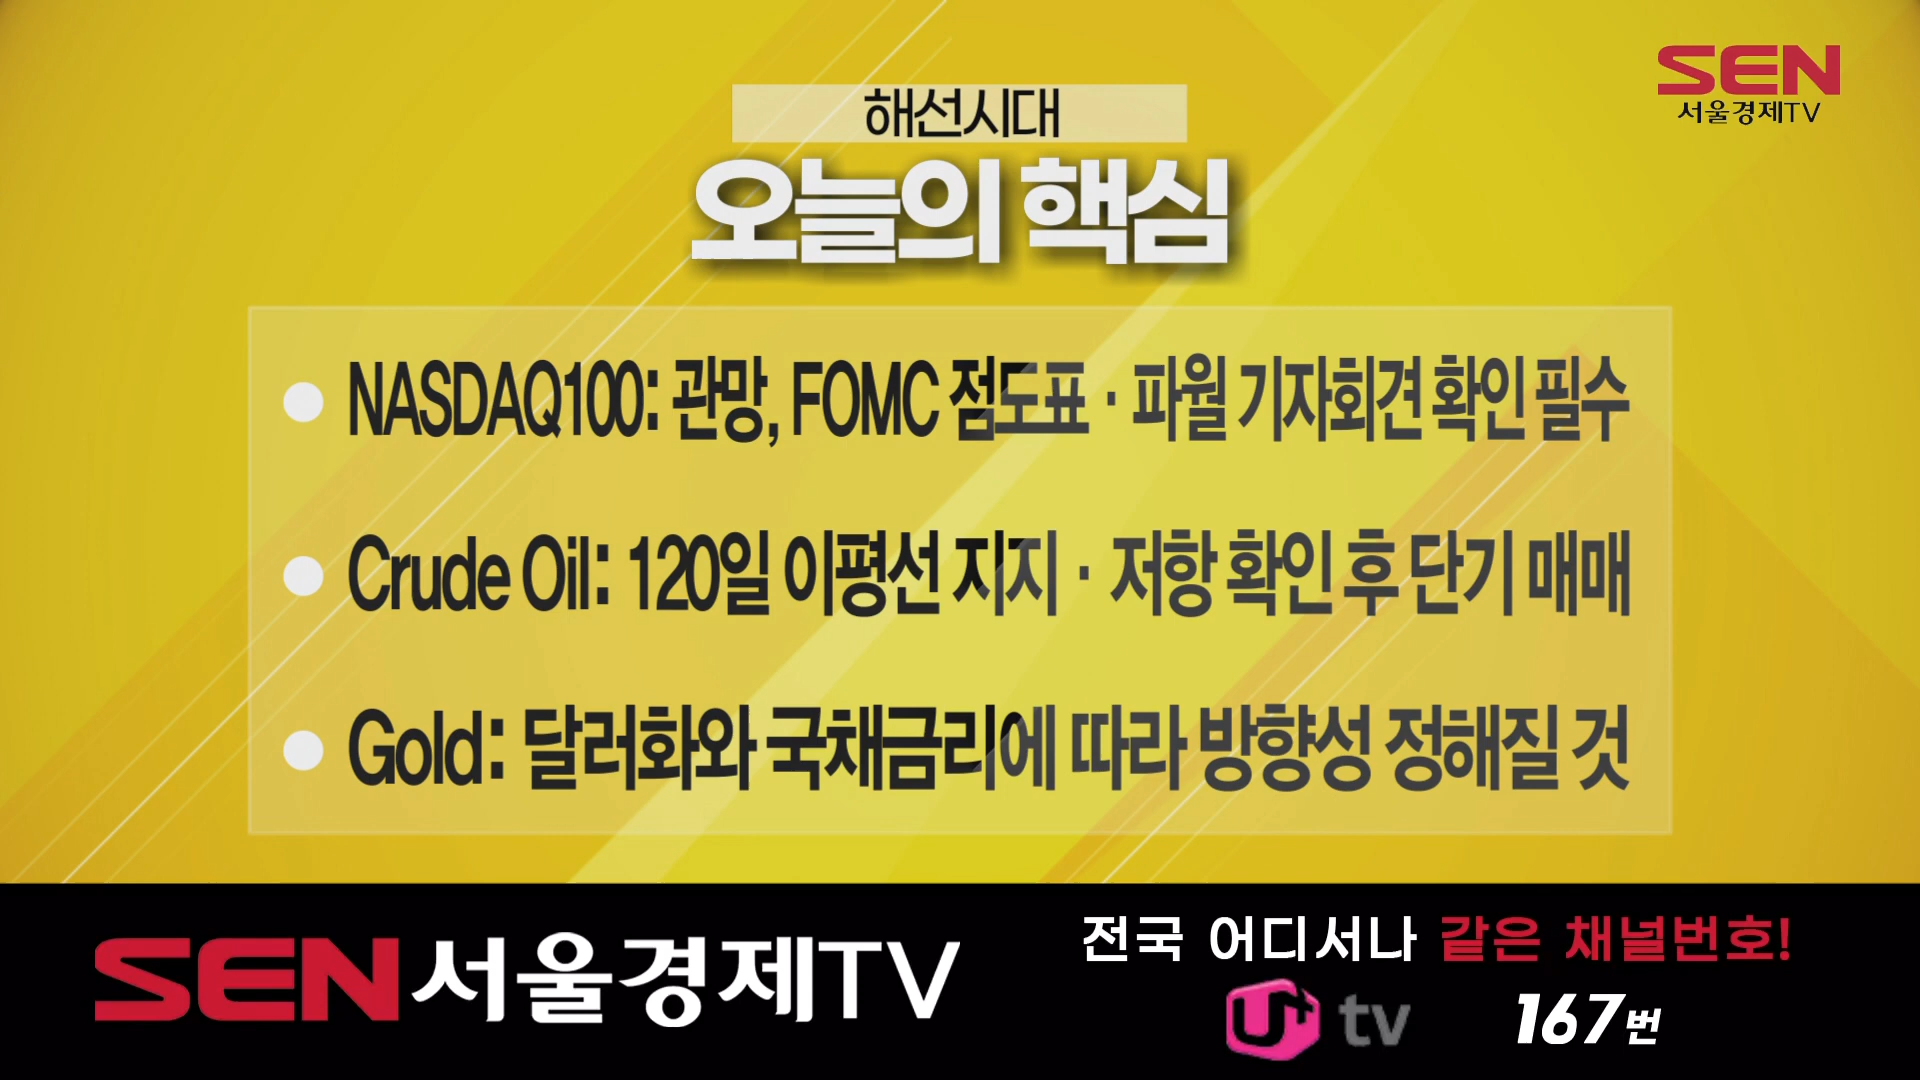 SEN
서울경제TV
해선시대
오늘의 핵심
NASDAQ100: 관망, FOMC 점도표 · 파월 기자회견 확인 필수
Crude Oil: 120일 이평선 지지 · 저항 확인 후 단기 매매
Gold: 달러화와 국채금리에 따라 방향성 정해질 것
SEN 서울경제TV
전국 어디서나 같은 채널번호!
U+ tv 167번